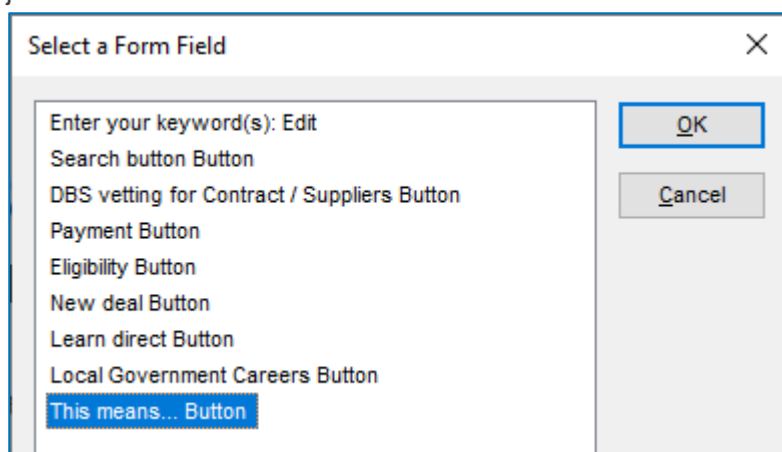 Select a Form Field
Enter your keyword(s): Edit
OK
Search button Button
DBS vetting for Contract / Suppliers Button
Cancel
Payment Button
Eligibility Button
New deal Button
Learn direct Button
Local Government Careers Button
This means... Button